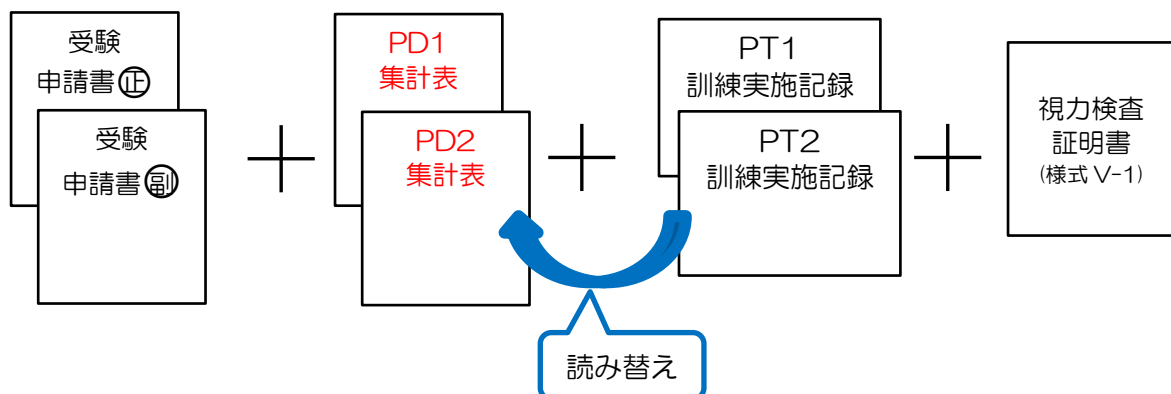 受験
申請書㊣
受験
申請書副
PD1
集計表
PD2
集計表
PT1
訓練実施記録
PT2
訓練実施記録
視力検査
証明書
(様式 V-1)
読み替え